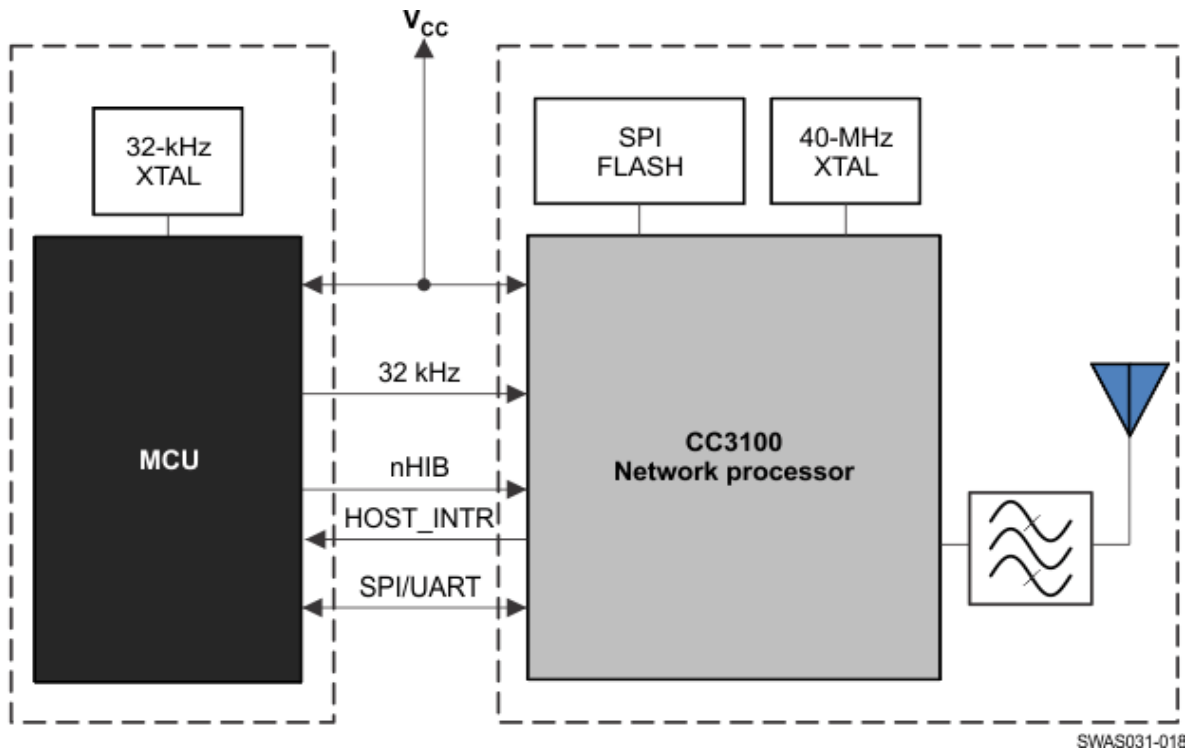 VCC
32-kHz
XTAL
SPI
FLASH
40-MHz
XTAL
32 kHz
MCU
CC3100
Network processor
nHIB
HOST_INTR
SPI/UART
SWAS031-018